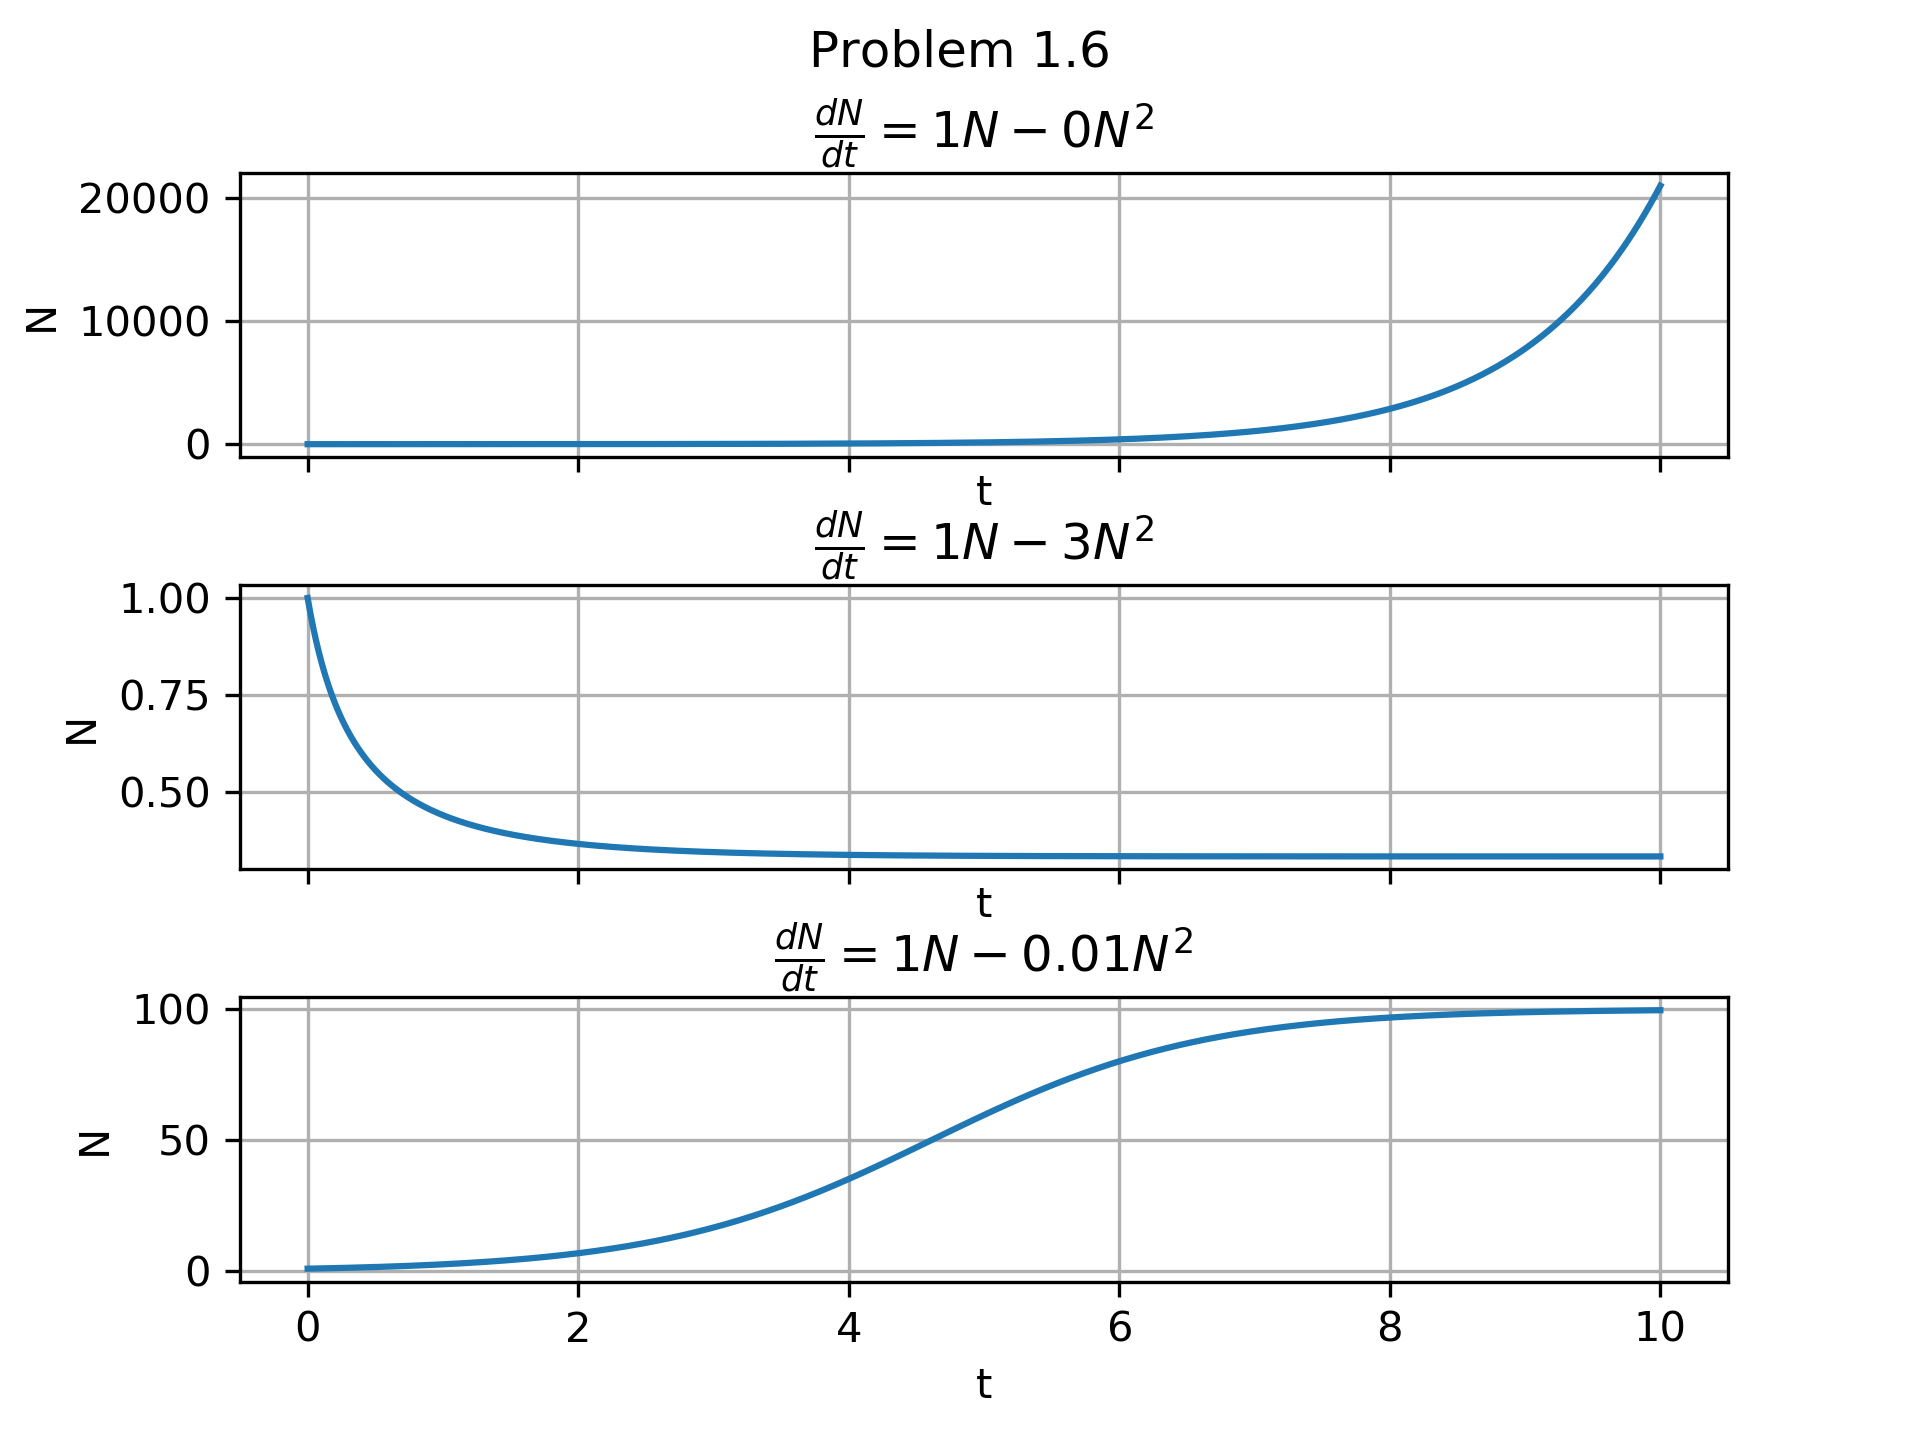 Problem 1.6
dN/dt = 1N − 0N²
20000
10000
0
N
t
dN/dt = 1N − 3N²
1.00
0.75
0.50
N
t
dN/dt = 1N − 0.01N²
100
50
0
N
0 2 4 6 8 10
t